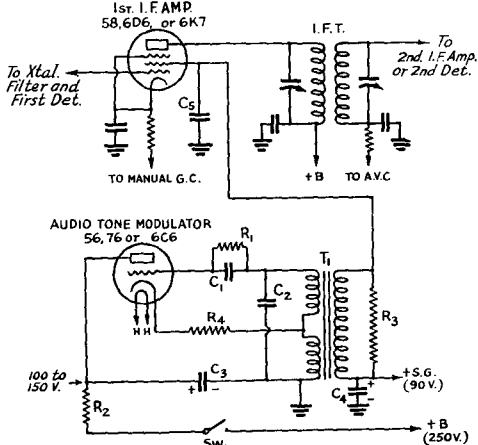 1ST. I.F. AMP.
58, 6D6, or 6K7
I.F.T.
To
2nd. I.F. Amp.
or 2nd Det.
To Xtal.
Filter and
First Det.
C5
TO MANUAL G.C.
+B
TO A.V.C
AUDIO TONE MODULATOR
56, 76 or 6C6
R1
C1
T1
C2
R4
R3
H H
100 to
150 V.
C3
+ -
+
+S.G.
(90 V.)
C4
-
R2
Sw.
+B
(250V.)